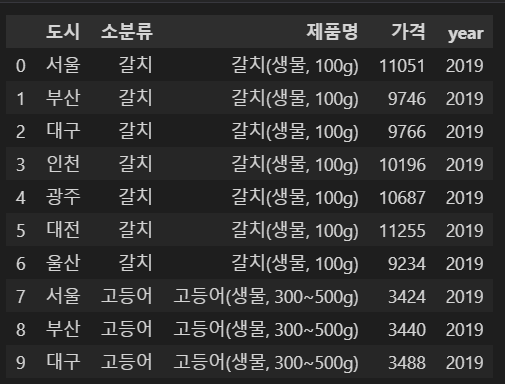 도시 소분류 제품명 가격 year
0 서울 갈치 갈치(생물, 100g) 11051 2019
1 부산 갈치 갈치(생물, 100g) 9746 2019
2 대구 갈치 갈치(생물, 100g) 9766 2019
3 인천 갈치 갈치(생물, 100g) 10196 2019
4 광주 갈치 갈치(생물, 100g) 10687 2019
5 대전 갈치 갈치(생물, 100g) 11255 2019
6 울산 갈치 갈치(생물, 100g) 9234 2019
7 서울 고등어 고등어(생물, 300~500g) 3424 2019
8 부산 고등어 고등어(생물, 300~500g) 3440 2019
9 대구 고등어 고등어(생물, 300~500g) 3488 2019